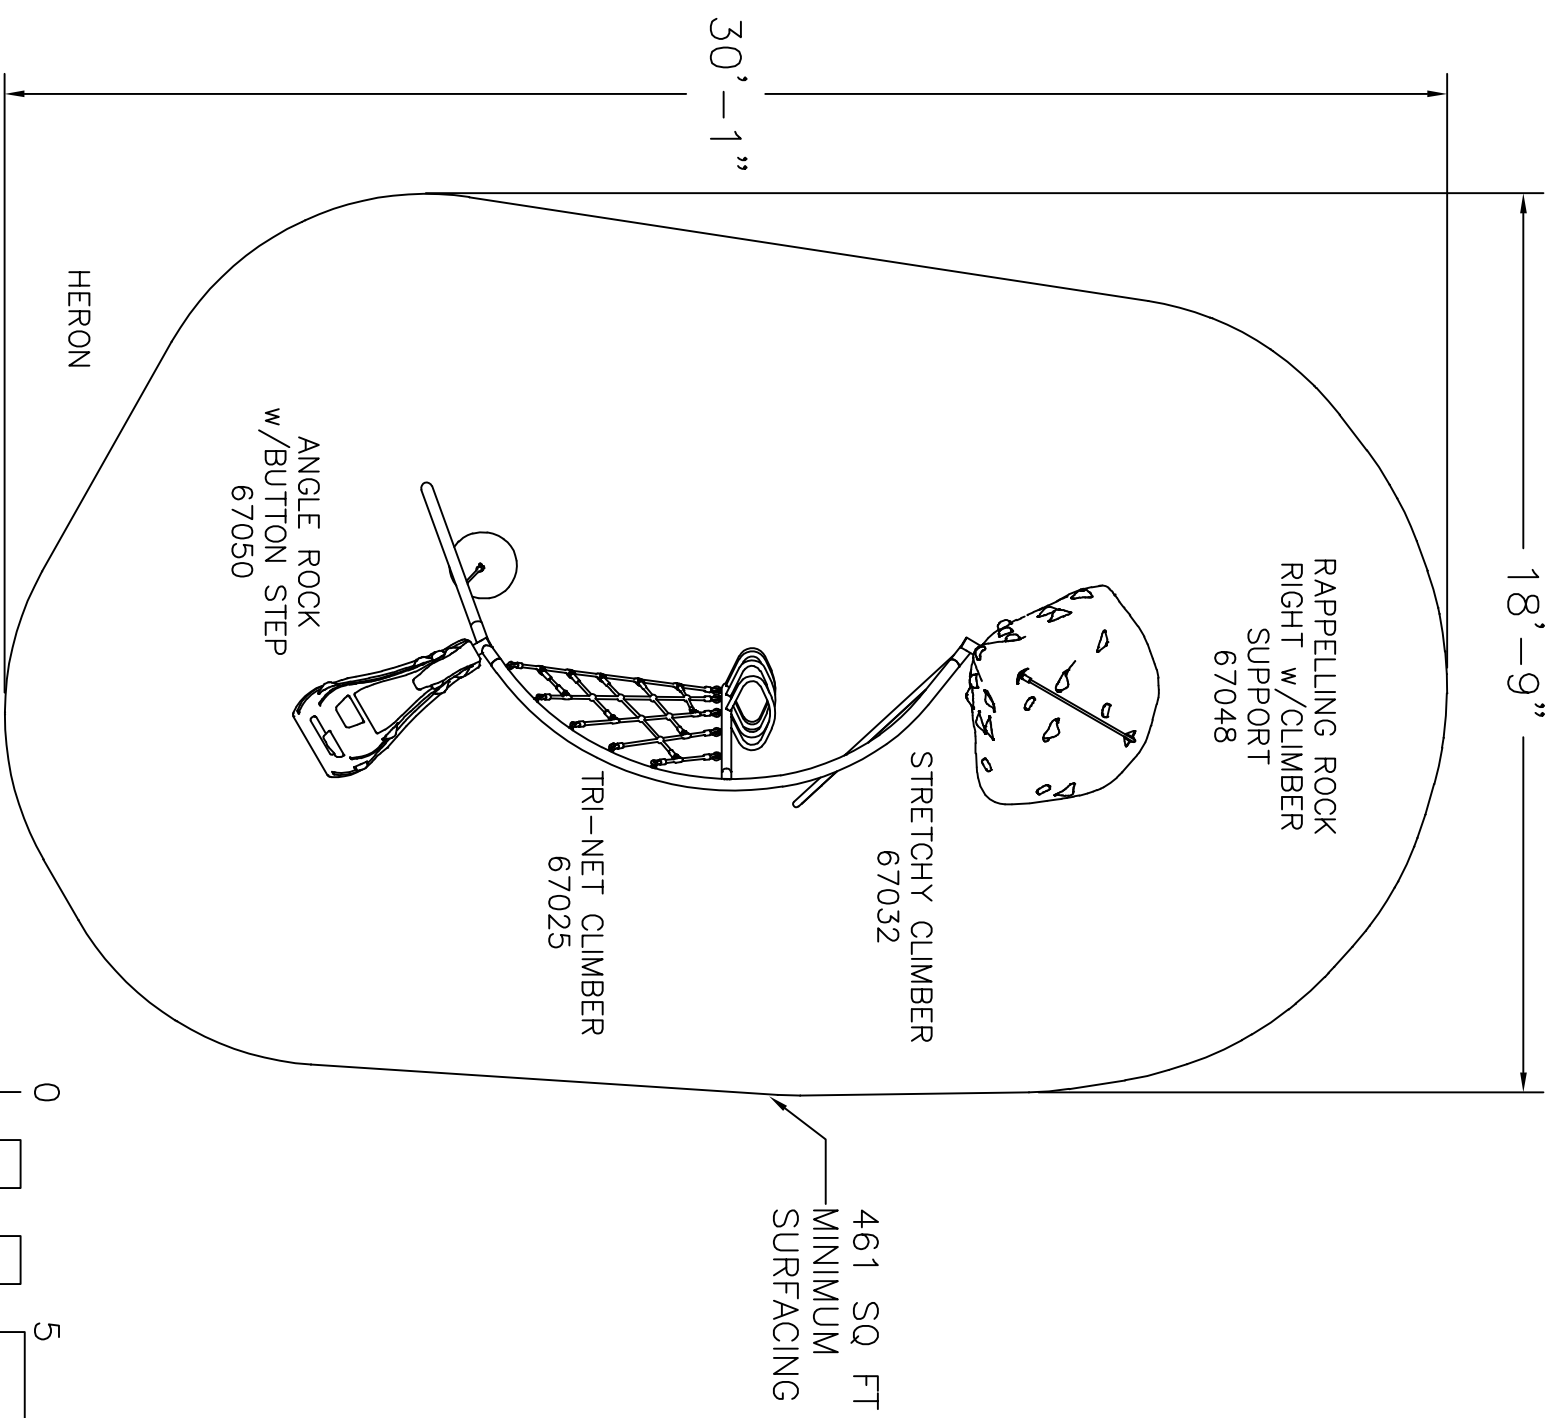 30'-1"
18'-9"
RAPPELLING ROCK
RIGHT w/CLIMBER
SUPPORT
67048
STRETCHY CLIMBER
67032
461 SQ FT
MINIMUM
SURFACING
TRI-NET CLIMBER
67025
ANGLE ROCK
w/BUTTON STEP
67050
HERON
0
5